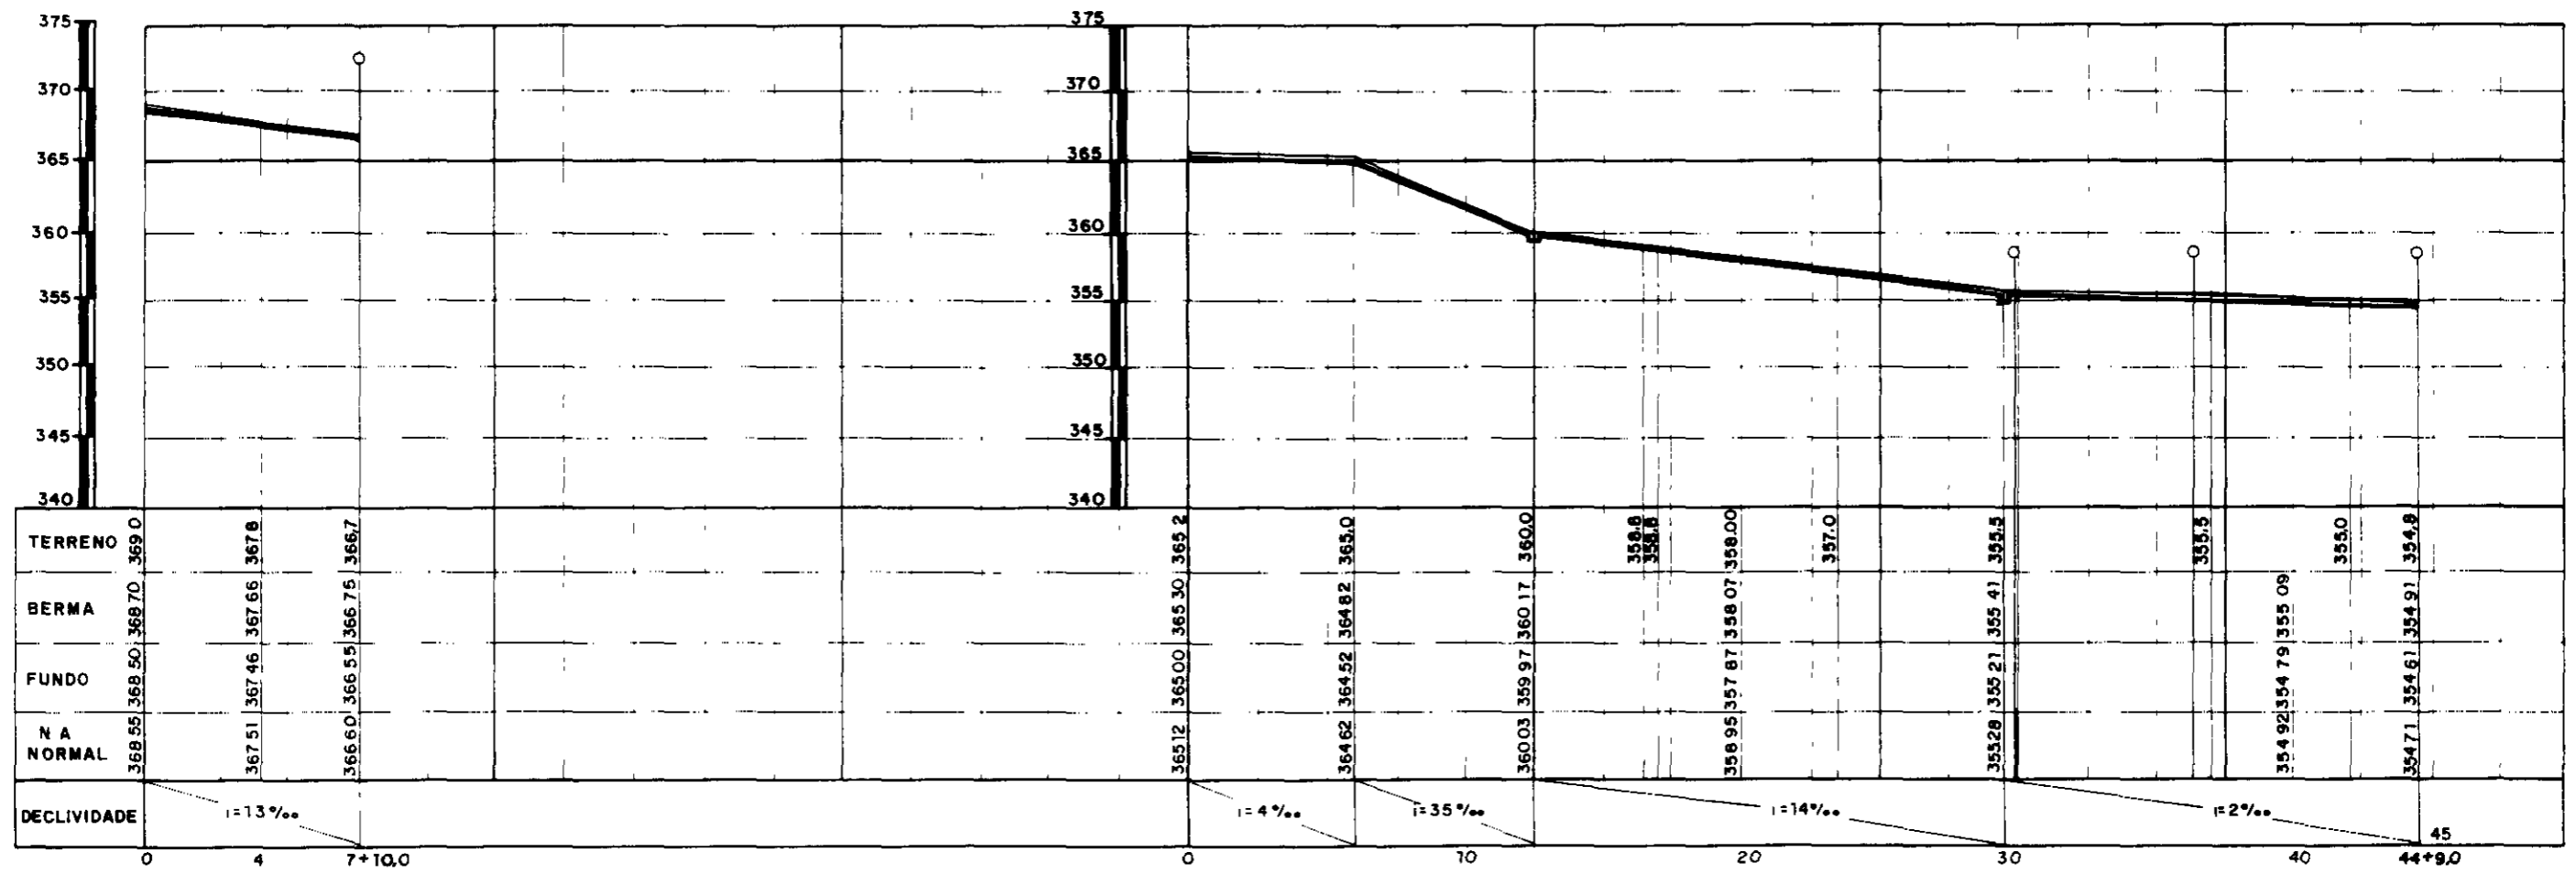 375
370
365
360
355
350
345
340
375
370
365
360
355
350
345
340
TERRENO 369 0 367 8 366,7 365 2 365,0 360,0 358,8 358,8 358,00 357,0 355,5 355,5 355,0 354,8
BERMA 368 70 367 66 366 75 365 30 364 82 360 17 358 07 355 41 355 09 354 91
FUNDO 368 50 367 46 366 55 365 00 364 52 359 97 357 87 355 21 354 79 354 61
N A
NORMAL 368 55 367 51 366 60 365 12 364 62 360 03 358 95 355 28 354 92 354 71
DECLIVIDADE i=13‰ i=4‰ i=35‰ i=14‰ i=2‰
45
0 4 7+10,0 0 10 20 30 40 44+9,0